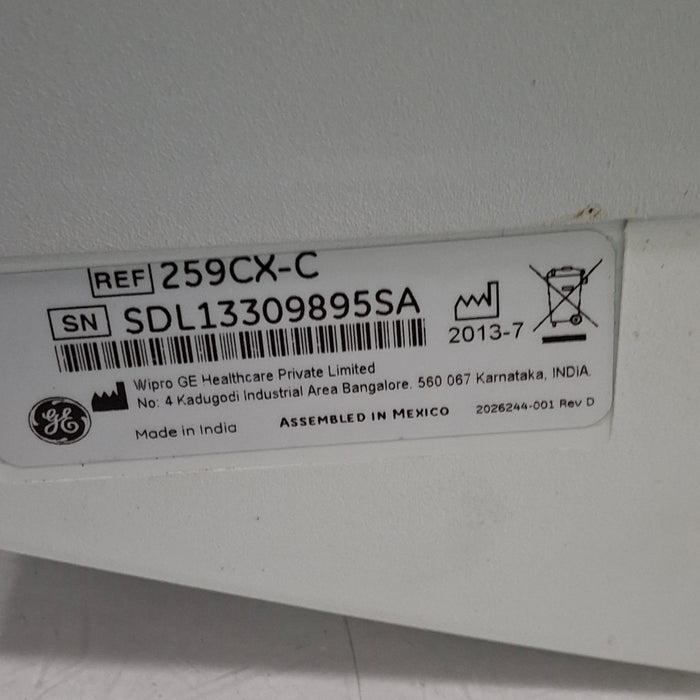 REF 259CX-C
SN SDL13309895SA
2013-7
Wipro GE Healthcare Private Limited
No: 4 Kadugodi Industrial Area Bangalore. 560 067 Karnataka, INDIA.
GE
Made in India
ASSEMBLED IN MEXICO
2026244-001 Rev D